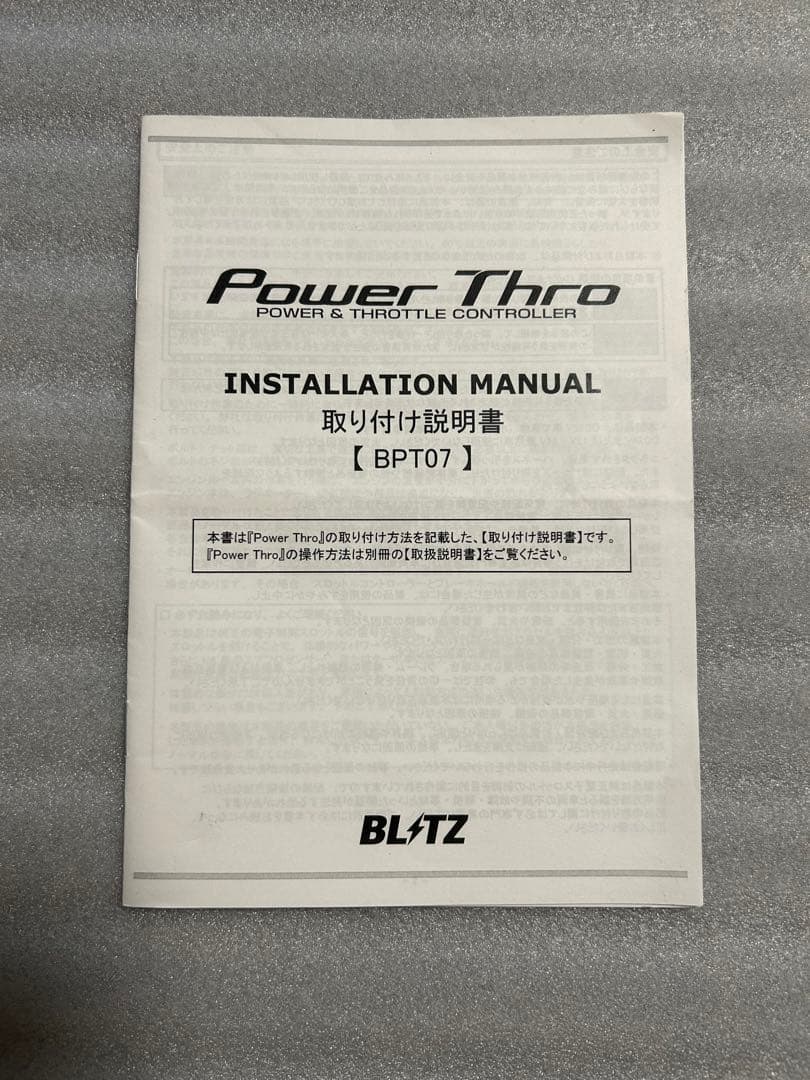 Power Thro
POWER & THROTTLE CONTROLLER
INSTALLATION MANUAL
取り付け説明書
【 BPT07 】
本書は『Power Thro』の取り付け方法を記載した、【取り付け説明書】です。
『Power Thro』の操作方法は別冊の【取扱説明書】をご覧ください。
BLITZ